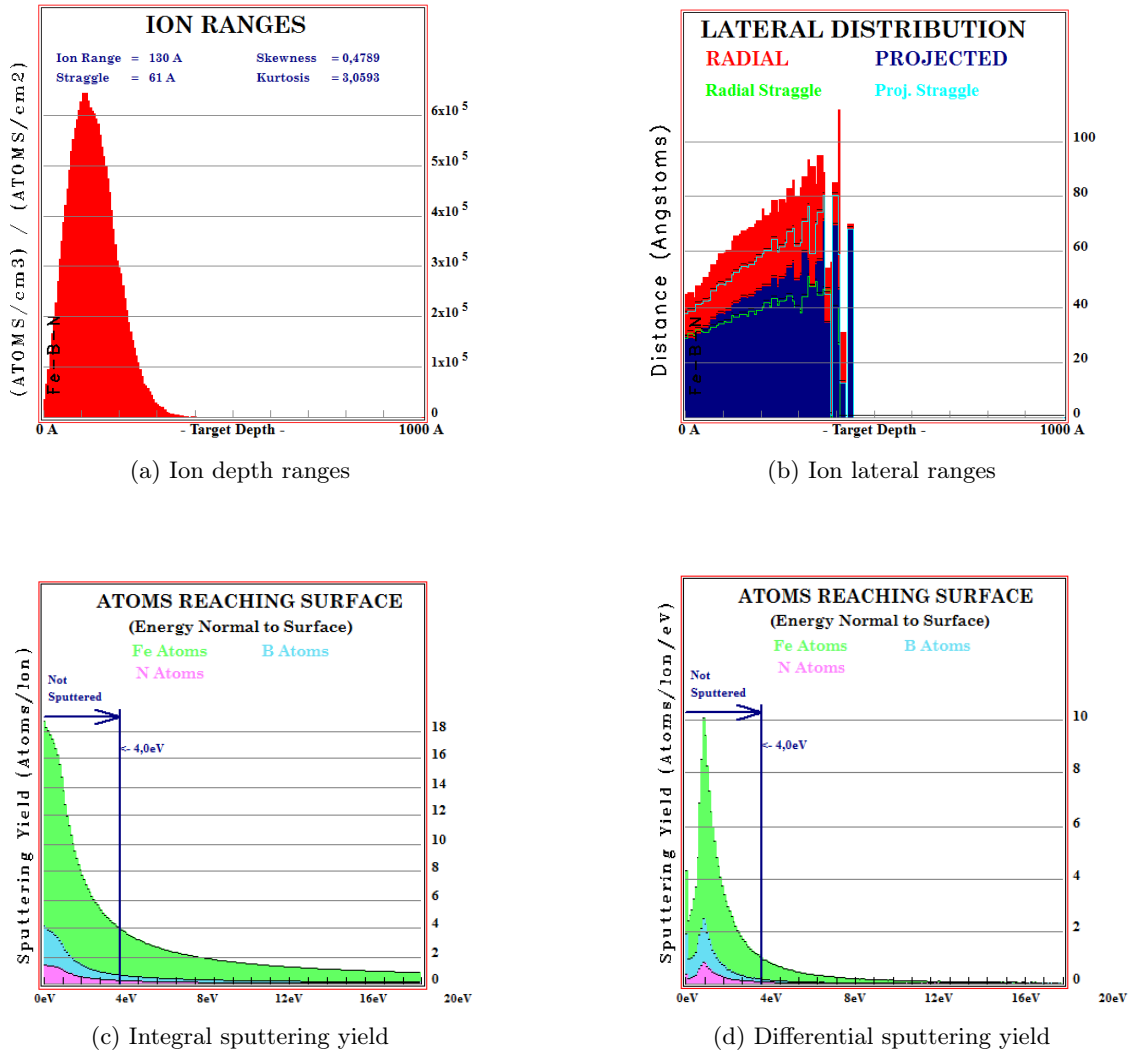 ION RANGES
Ion Range = 130 A Skewness = 0,4789
Straggle = 61 A Kurtosis = 3,0593
(ATOMS/cm3) / (ATOMS/cm2)
6x10 5
5x10 5
4x10 5
3x10 5
2x10 5
1x10 5
0
Fe-B-N
0 A - Target Depth - 1000 A
(a) Ion depth ranges
LATERAL DISTRIBUTION
RADIAL PROJECTED
Radial Straggle Proj. Straggle
Distance (Angstoms)
100
80
60
40
20
0
Fe-B-N
0 A - Target Depth - 1000 A
(b) Ion lateral ranges
ATOMS REACHING SURFACE
(Energy Normal to Surface)
Fe Atoms B Atoms
N Atoms
Not
Sputtered
<- 4,0eV
Sputtering Yield (Atoms/Ion)
18
16
14
12
10
8
6
4
2
0
0eV 4eV 8eV 12eV 16eV 20eV
(c) Integral sputtering yield
ATOMS REACHING SURFACE
(Energy Normal to Surface)
Fe Atoms B Atoms
N Atoms
Not
Sputtered
<- 4,0eV
Sputtering Yield (Atoms/Ion/eV)
10
8
6
4
2
0
0eV 4eV 8eV 12eV 16eV 20eV
(d) Differential sputtering yield